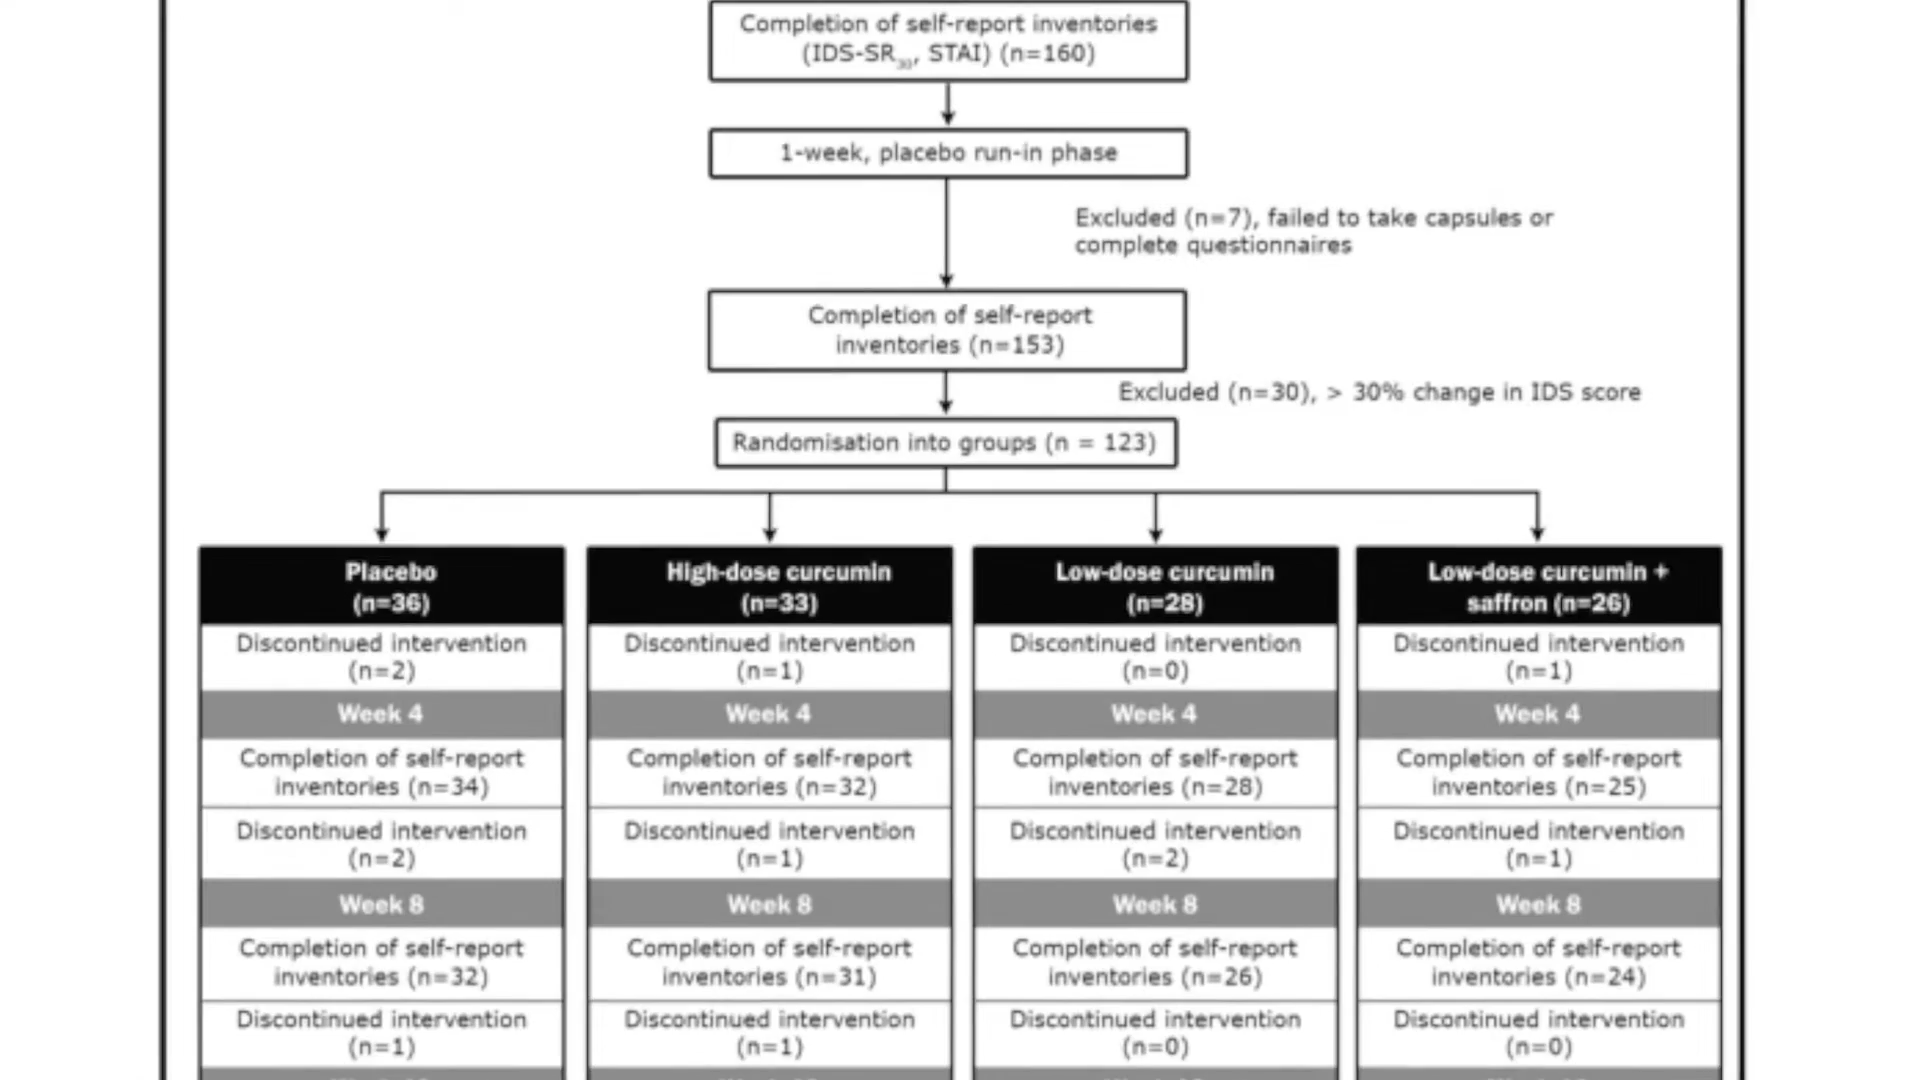 Completion of self-report inventories
(IDS-SR30, STAI) (n=160)
1-week, placebo run-in phase
Excluded (n=7), failed to take capsules or
complete questionnaires
Completion of self-report
inventories (n=153)
Excluded (n=30), > 30% change in IDS score
Randomisation into groups (n = 123)
Placebo
(n=36)
Discontinued intervention
(n=2)
Week 4
Completion of self-report
inventories (n=34)
Discontinued intervention
(n=2)
Week 8
Completion of self-report
inventories (n=32)
Discontinued intervention
(n=1)
High-dose curcumin
(n=33)
Discontinued intervention
(n=1)
Week 4
Completion of self-report
inventories (n=32)
Discontinued intervention
(n=1)
Week 8
Completion of self-report
inventories (n=31)
Discontinued intervention
(n=1)
Low-dose curcumin
(n=28)
Discontinued intervention
(n=0)
Week 4
Completion of self-report
inventories (n=28)
Discontinued intervention
(n=2)
Week 8
Completion of self-report
inventories (n=26)
Discontinued intervention
(n=0)
Low-dose curcumin +
saffron (n=26)
Discontinued intervention
(n=1)
Week 4
Completion of self-report
inventories (n=25)
Discontinued intervention
(n=1)
Week 8
Completion of self-report
inventories (n=24)
Discontinued intervention
(n=0)